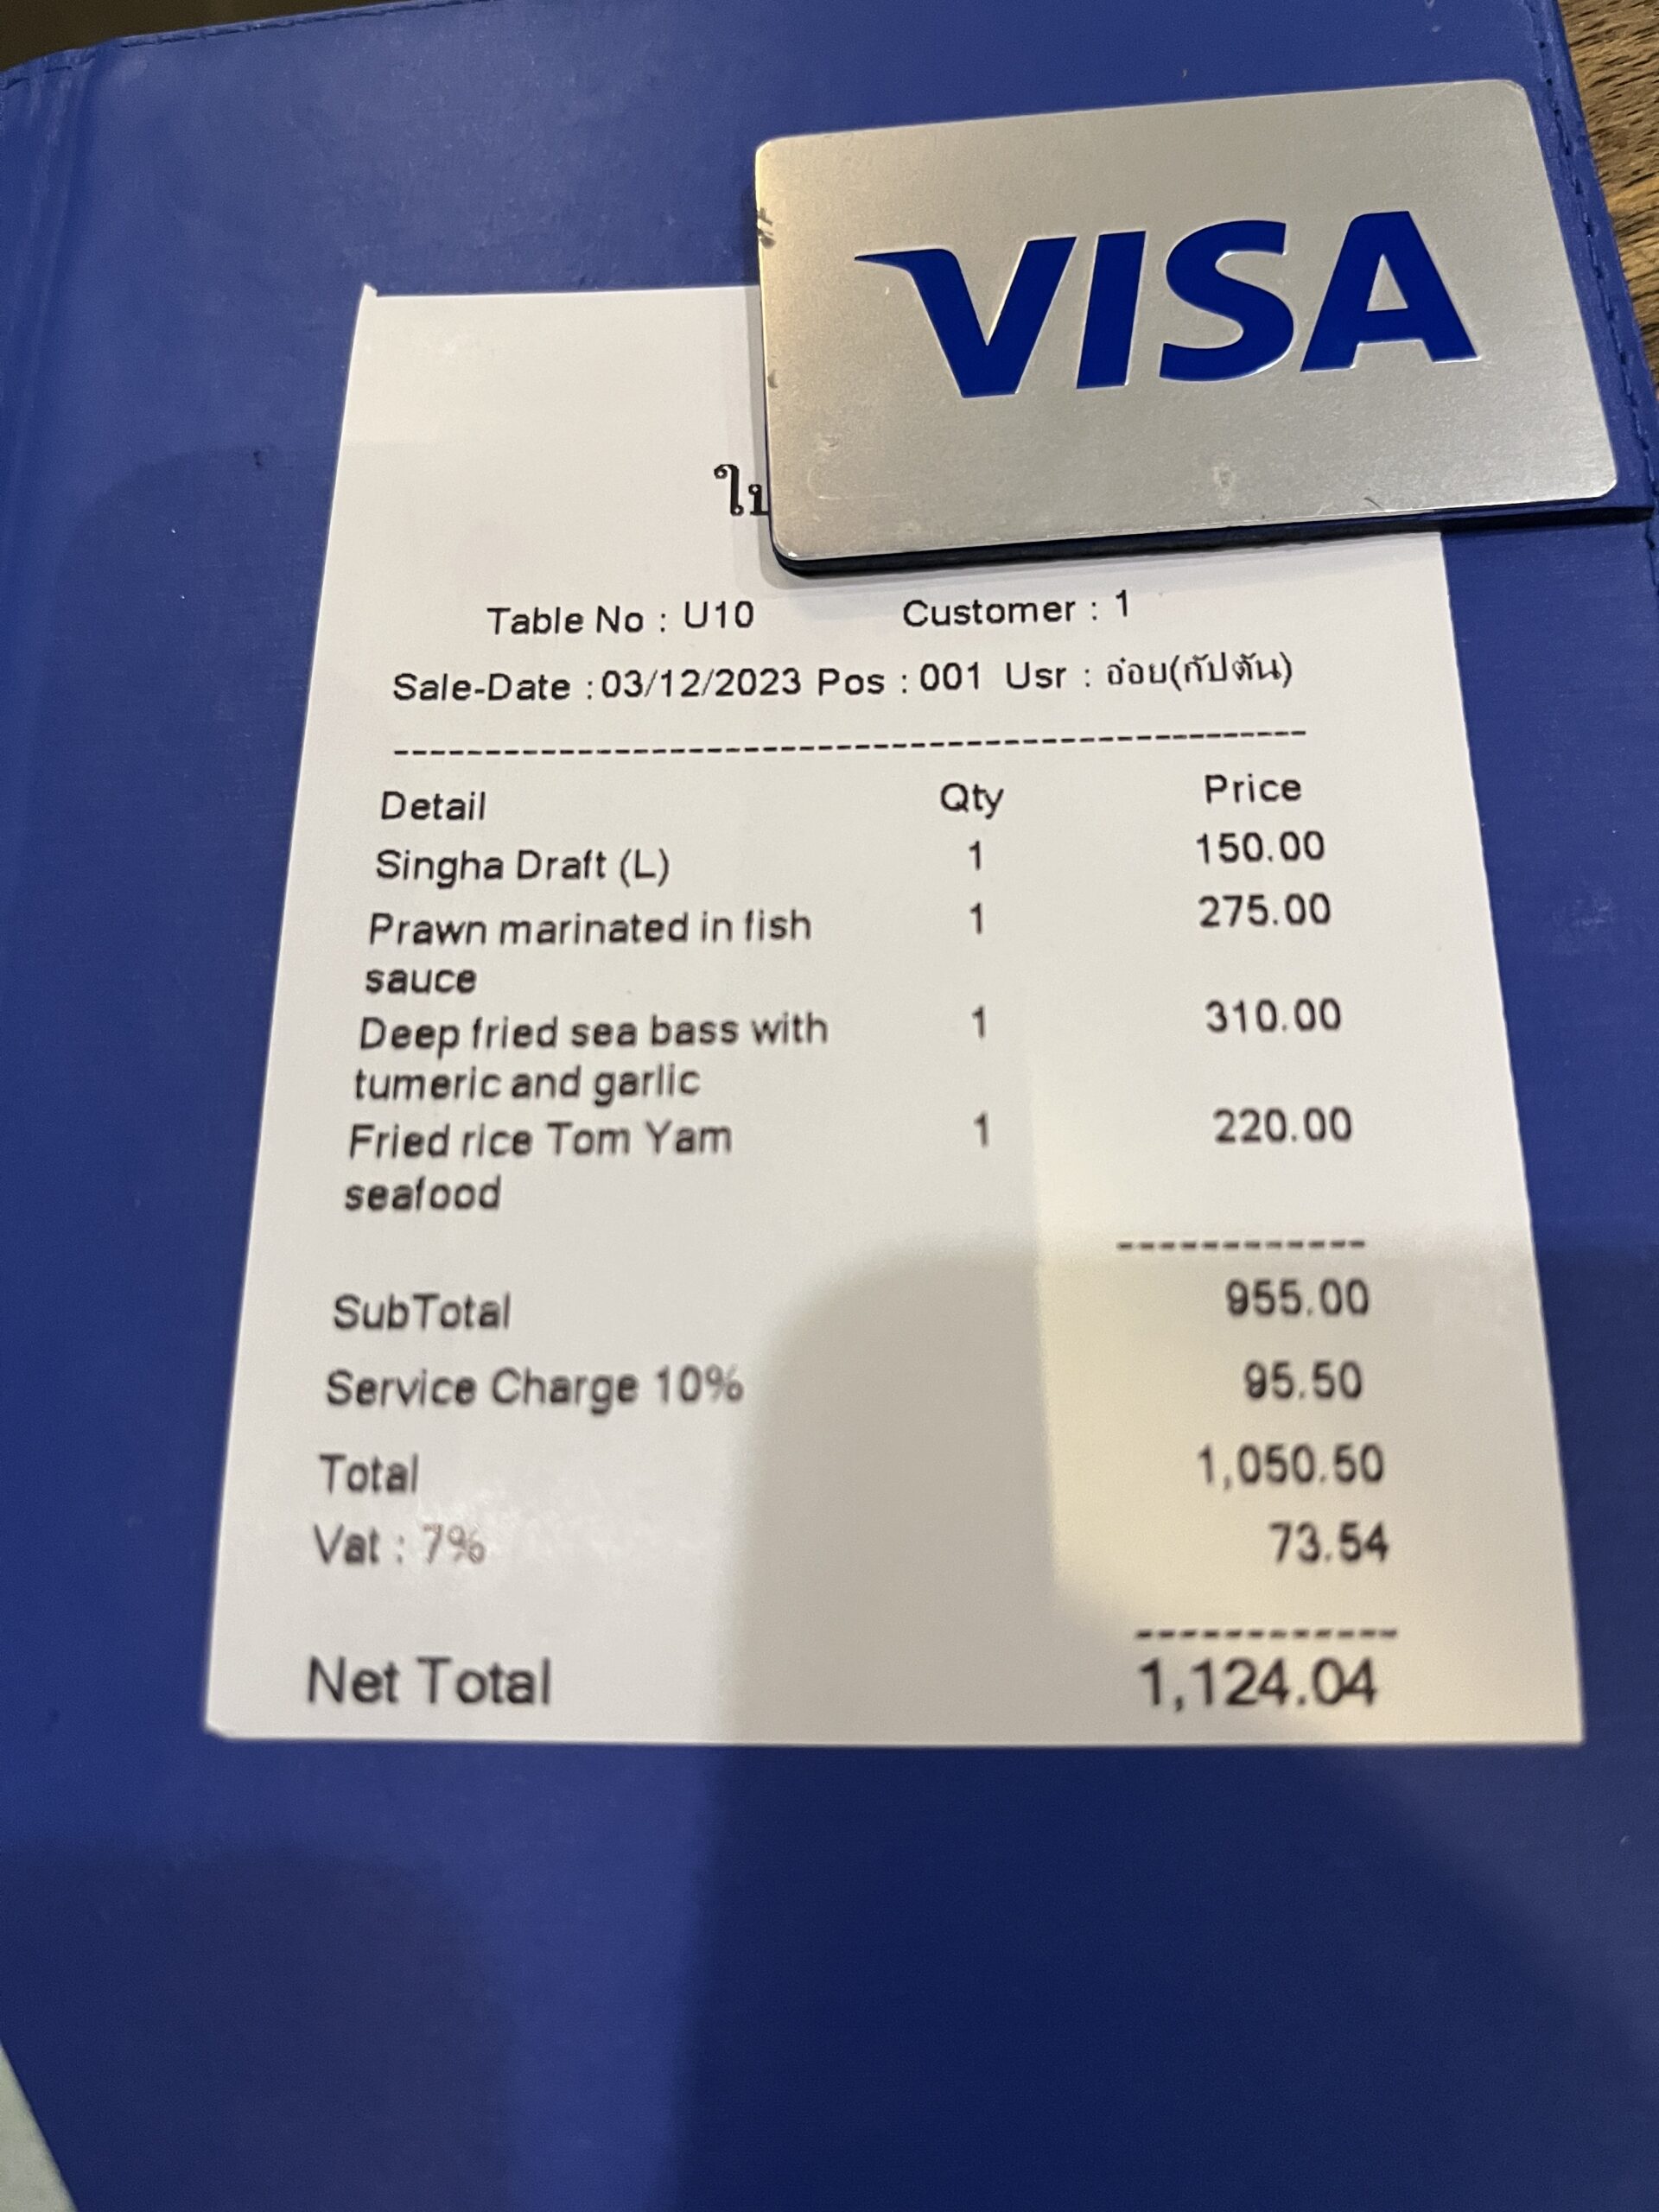 VISA
ใบ
Table No : U10 Customer : 1
Sale-Date : 03/12/2023 Pos : 001 Usr : อ๋อย(กัปตัน)
Detail Qty Price
Singha Draft (L) 1 150.00
Prawn marinated in fish 1 275.00
sauce
Deep fried sea bass with 1 310.00
tumeric and garlic
Fried rice Tom Yam 1 220.00
seafood
SubTotal 955.00
Service Charge 10% 95.50
Total 1,050.50
Vat : 7% 73.54
Net Total 1,124.04